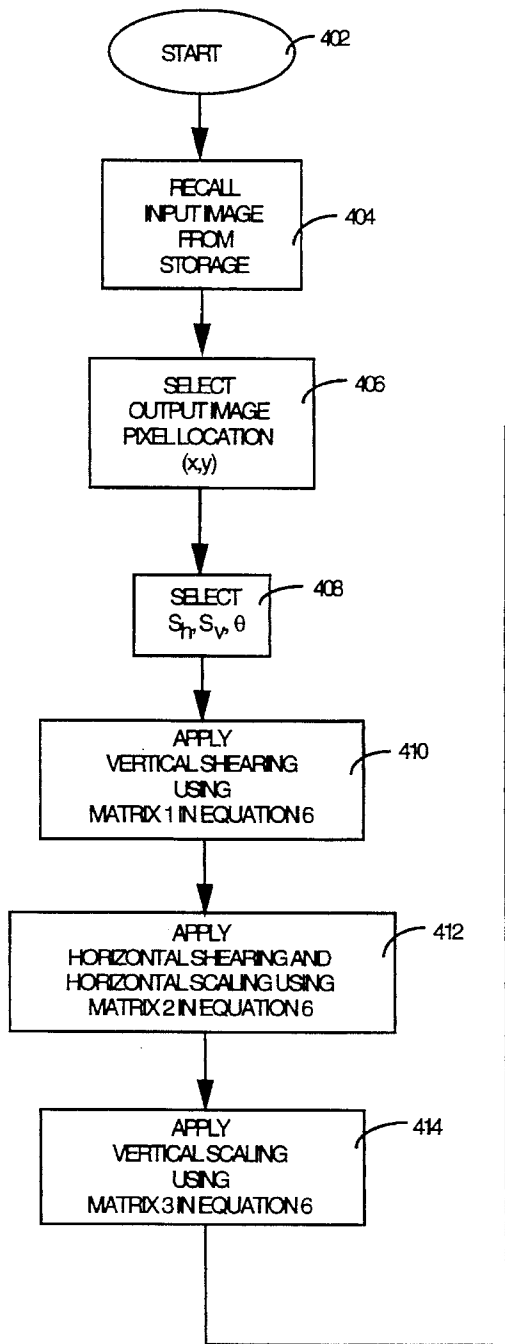 START
402
RECALL
INPUT IMAGE
FROM
STORAGE
404
SELECT
OUTPUT IMAGE
PIXEL LOCATION
(x,y)
406
SELECT
Sh, Sv, θ
408
APPLY
VERTICAL SHEARING
USING
MATRIX 1 IN EQUATION 6
410
APPLY
HORIZONTAL SHEARING AND
HORIZONTAL SCALING USING
MATRIX 2 IN EQUATION 6
412
APPLY
VERTICAL SCALING
USING
MATRIX 3 IN EQUATION 6
414